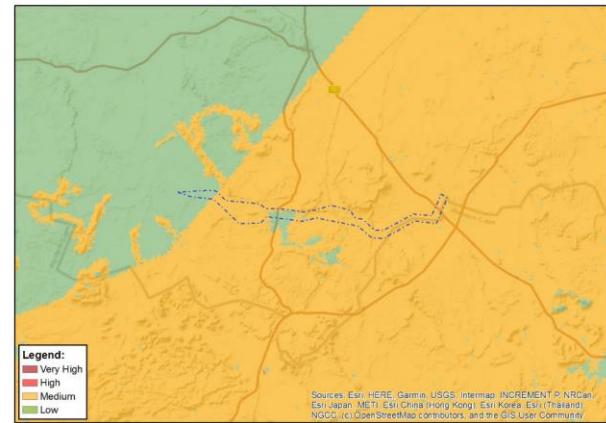 Legend:
Very High
High
Medium
Low
Sources: Esri, HERE, Garmin, USGS, Intermap, INCREMENT P, NRCan,
Esri Japan, METI, Esri China (Hong Kong), Esri Korea, Esri (Thailand),
NGCC, (c) OpenStreetMap contributors, and the GIS User Community